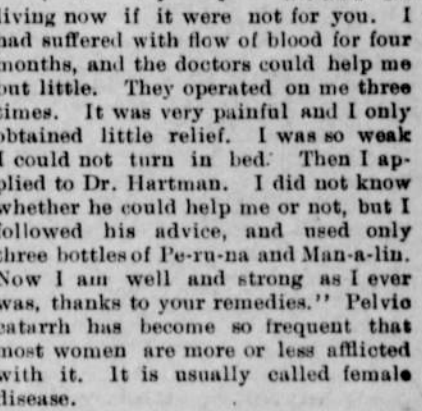 living now if it were not for you. I
had suffered with flow of blood for four
months, and the doctors could help me
but little. They operated on me three
times. It was very painful and I only
obtained little relief. I was so weak
I could not turn in bed. Then I ap-
plied to Dr. Hartman. I did not know
whether he could help me or not, but I
followed his advice, and used only
three bottles of Pe-ru-na and Man-a-lin.
Now I am well and strong as I ever
was, thanks to your remedies." Pelvic
catarrh has become so frequent that
most women are more or less afflicted
with it. It is usually called female
disease.